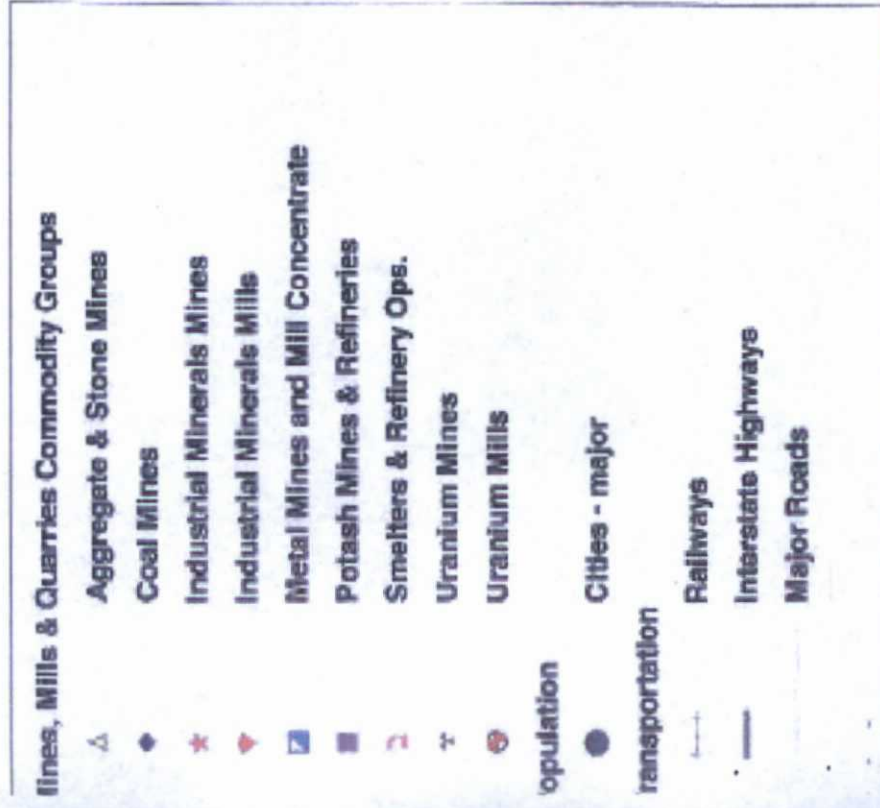 lines, Mills & Quarries Commodity Groups
Aggregate & Stone Mines
Coal Mines
Industrial Minerals Mines
Industrial Minerals Mills
Metal Mines and Mill Concentrate
Potash Mines & Refineries
Smelters & Refinery Ops.
Uranium Mines
Uranium Mills
opulation
Cities - major
ransportation
Railways
Interstate Highways
Major Roads